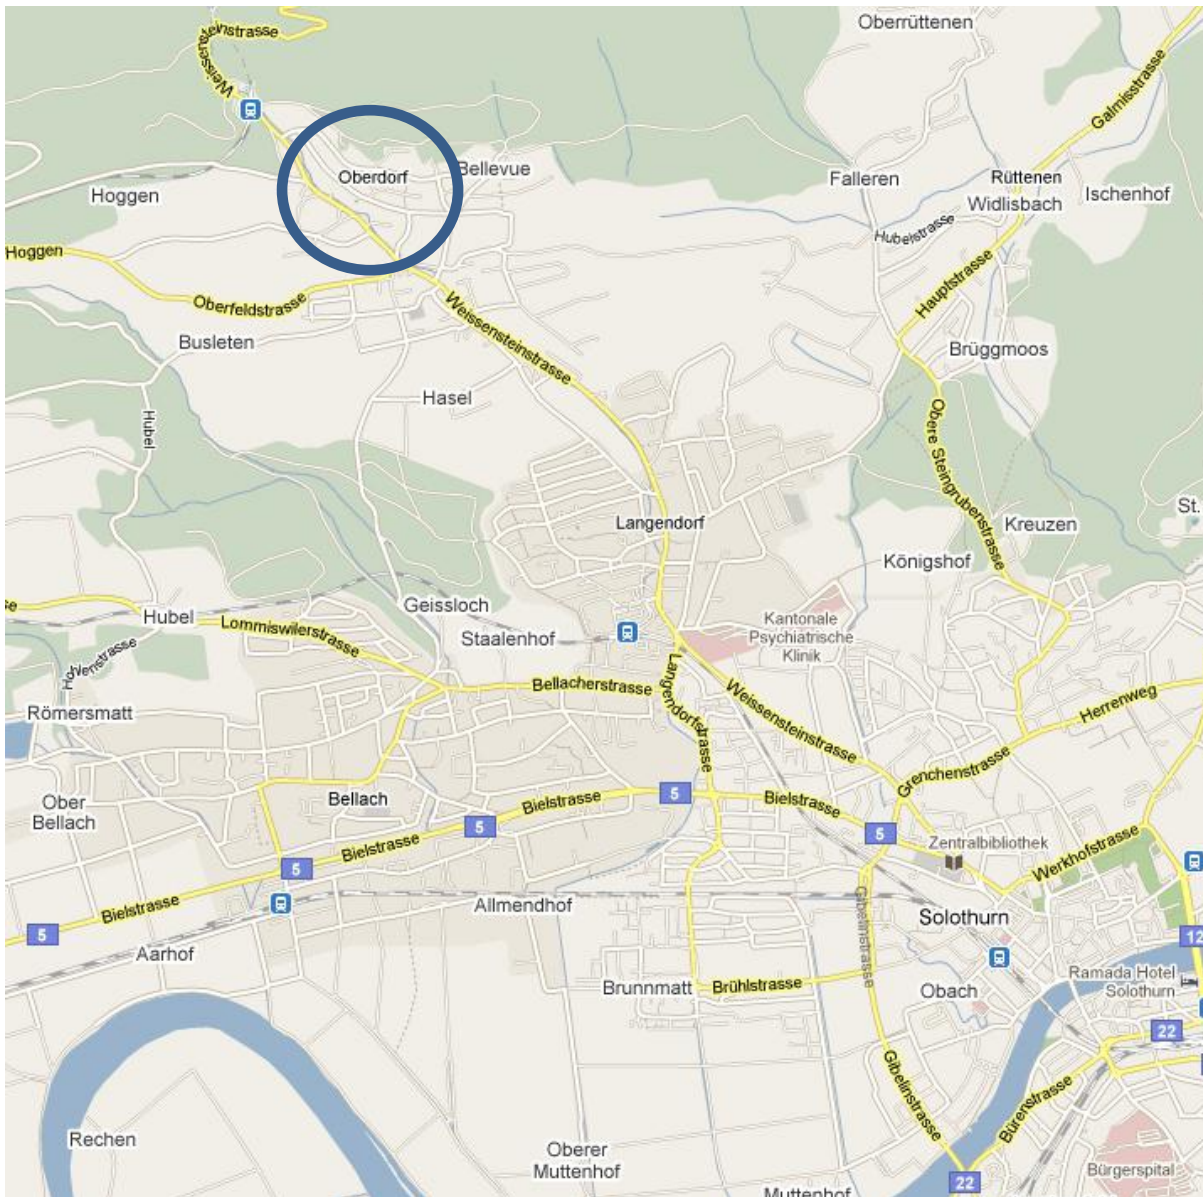 Weissensteinstrasse
Oberrüttenen
Weissensteinstrasse
Galmisstrasse
Oberdorf
Bellevue
Hoggen
Falleren
Rüttenen
Widlisbach
Ischenhof
Hubelstrasse
Hoggen
Oberfeldstrasse
Weissensteinstrasse
Hauptstrasse
Busleten
Brüggmoos
Hasel
Hubel
Obere Steingrubenstrasse
Langendorf
Kreuzen
St.
Königshof
Hubel
Geissloch
Lommiswilerstrasse
Staalenhof
Kantonale
Psychiatrische
Klinik
Bellacherstrasse
Langendorfstrasse
Weissensteinstrasse
Herrenweg
Römersmatt
Grenchenstrasse
Ober
Bellach
Bellach
Bielstrasse
5
Bielstrasse
5
5
Bielstrasse
5
Zentralbibliothek
Werkhofstrasse
Bielstrasse
5
Allmendhof
Gibelinstrasse
Solothurn
12
Aarhof
Brunnmatt
Brühlstrasse
Obach
Ramada Hotel
Solothurn
22
Gibelinstrasse
Bürenstrasse
Rechen
Oberer
Muttenhof
Bürgerspital
22
Muttenhof